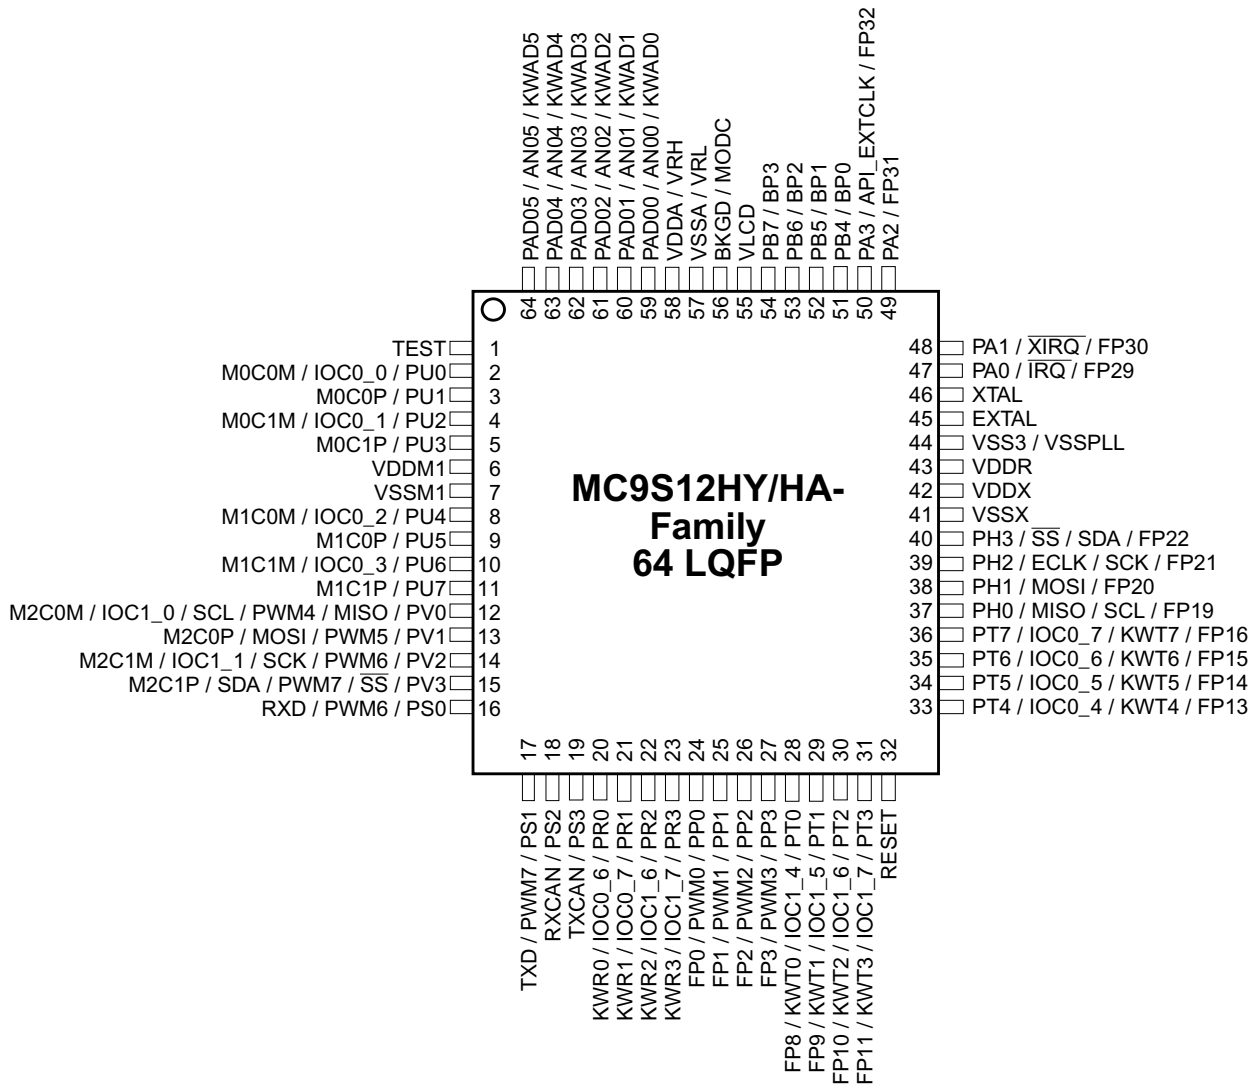 PAD05 / AN05 / KWAD5
PAD04 / AN04 / KWAD4
PAD03 / AN03 / KWAD3
PAD02 / AN02 / KWAD2
PAD01 / AN01 / KWAD1
PAD00 / AN00 / KWAD0
VDDA / VRH
VSSA / VRL
BKGD / MODC
VLCD
PB7 / BP3
PB6 / BP2
PB5 / BP1
PB4 / BP0
PA3 / API_EXTCLK / FP32
PA2 / FP31
64 63 62 61 60 59 58 57 56 55 54 53 52 51 50 49
TEST 1
M0C0M / IOC0_0 / PU0 2
M0C0P / PU1 3
M0C1M / IOC0_1 / PU2 4
M0C1P / PU3 5
VDDM1 6
VSSM1 7
M1C0M / IOC0_2 / PU4 8
M1C0P / PU5 9
M1C1M / IOC0_3 / PU6 10
M1C1P / PU7 11
M2C0M / IOC1_0 / SCL / PWM4 / MISO / PV0 12
M2C0P / MOSI / PWM5 / PV1 13
M2C1M / IOC1_1 / SCK / PWM6 / PV2 14
M2C1P / SDA / PWM7 / SS / PV3 15
RXD / PWM6 / PS0 16
MC9S12HY/HA-
Family
64 LQFP
48 PA1 / XIRQ / FP30
47 PA0 / IRQ / FP29
46 XTAL
45 EXTAL
44 VSS3 / VSSPLL
43 VDDR
42 VDDX
41 VSSX
40 PH3 / SS / SDA / FP22
39 PH2 / ECLK / SCK / FP21
38 PH1 / MOSI / FP20
37 PH0 / MISO / SCL / FP19
36 PT7 / IOC0_7 / KWT7 / FP16
35 PT6 / IOC0_6 / KWT6 / FP15
34 PT5 / IOC0_5 / KWT5 / FP14
33 PT4 / IOC0_4 / KWT4 / FP13
17 18 19 20 21 22 23 24 25 26 27 28 29 30 31 32
TXD / PWM7 / PS1
RXCAN / PS2
TXCAN / PS3
KWR0 / IOC0_6 / PR0
KWR1 / IOC0_7 / PR1
KWR2 / IOC1_6 / PR2
KWR3 / IOC1_7 / PR3
FP0 / PWM0 / PP0
FP1 / PWM1 / PP1
FP2 / PWM2 / PP2
FP3 / PWM3 / PP3
FP8 / KWT0 / IOC1_4 / PT0
FP9 / KWT1 / IOC1_5 / PT1
FP10 / KWT2 / IOC1_6 / PT2
FP11 / KWT3 / IOC1_7 / PT3
RESET